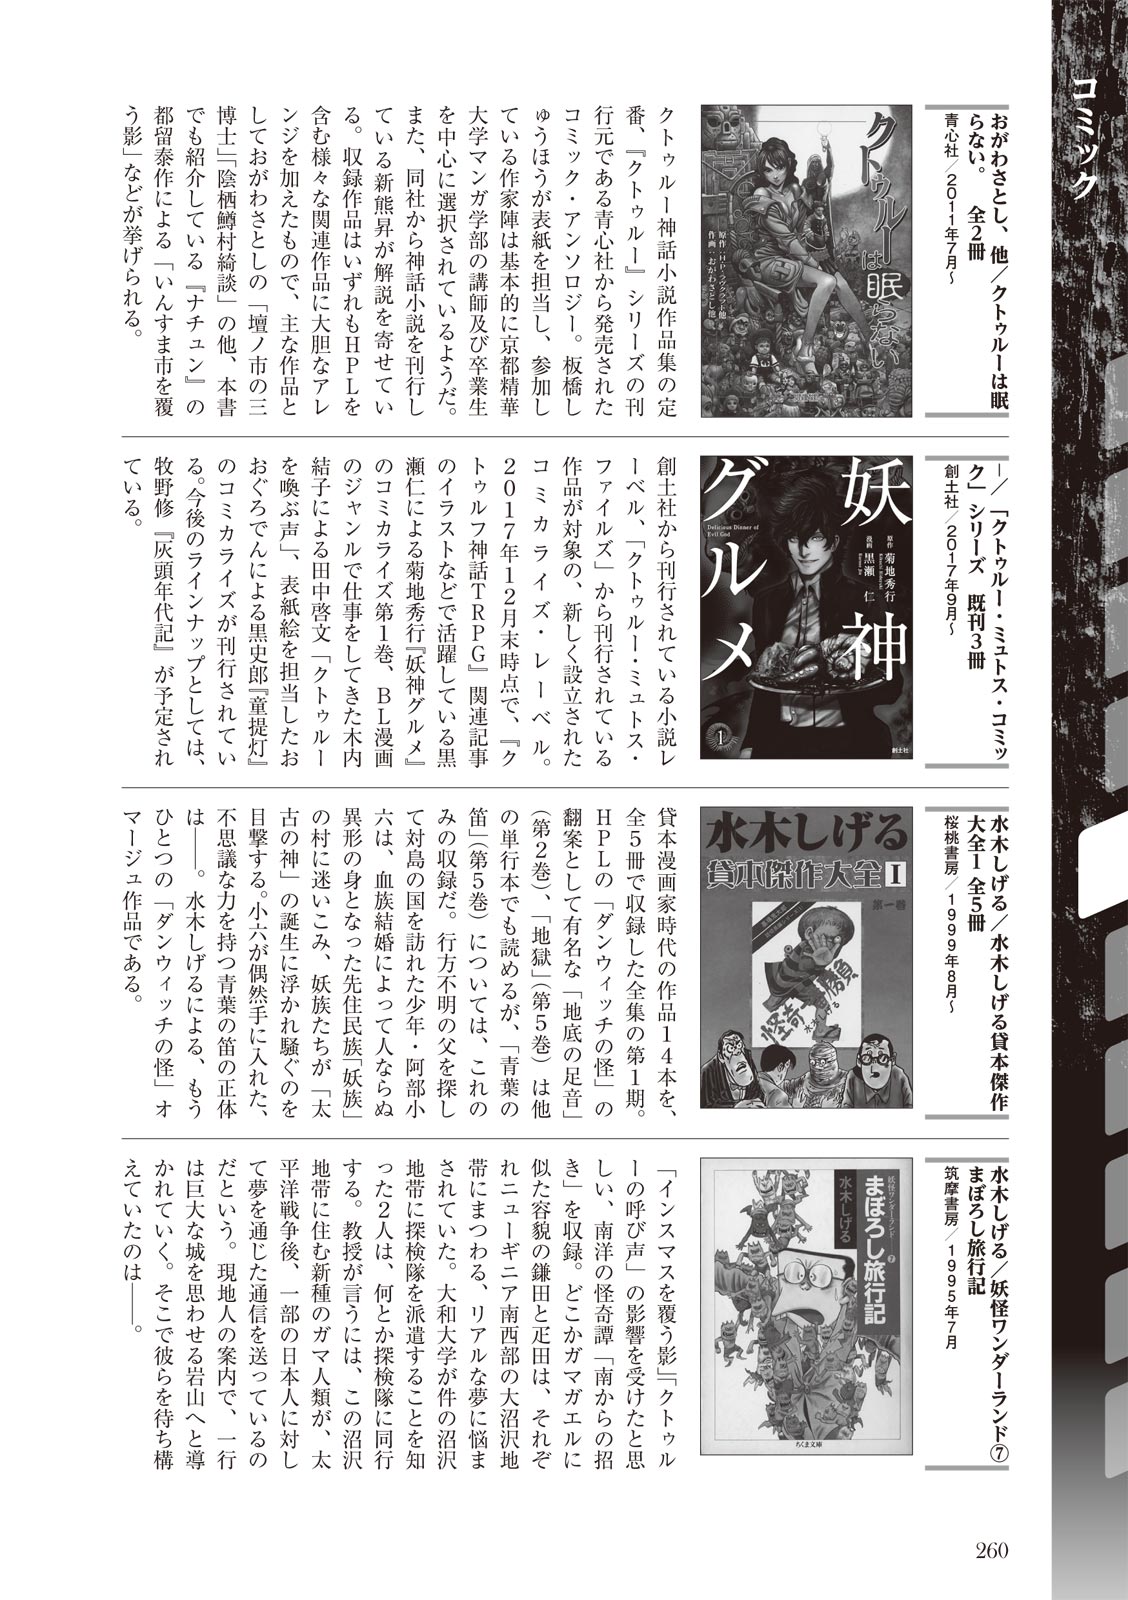 コミック
おがわさとし、他／クトゥルーは眠
らない。　全2冊
青心社／2011年7月〜
クトゥルーは眠らない
原作：H・P・ラヴクラフト他
作画：おがわさとし他
クトゥルー神話小説作品集の定
番、『クトゥルー』シリーズの刊
行元である青心社から発売された
コミック・アンソロジー。板橋し
ゅうほうが表紙を担当し、参加し
ている作家陣は基本的に京都精華
大学マンガ学部の講師及び卒業生
を中心に選択されているようだ。
また、同社から神話小説を刊行し
ている新熊昇が解説を寄せてい
る。収録作品はいずれもHPLを
含む様々な関連作品に大胆なアレ
ンジを加えたもので、主な作品と
しておがわさとしの「壇ノ市の三
博士」「陰栖鱒村綺談」の他、本書
でも紹介している『ナチュン』の
都留泰作による「いんすま市を覆
う影」などが挙げられる。
−／「クトゥルー・ミュトス・コミッ
ク」シリーズ　既刊3冊
創土社／2017年9月〜
妖神
グルメ
Delicious Dinner of
Evil God
原作 菊地秀行
漫画 黒瀬仁
1
創土社
創土社から刊行されている小説レ
ーベル、「クトゥルー・ミュトス・
ファイルズ」から刊行されている
作品が対象の、新しく設立された
コミカライズ・レーベル。
2017年12月末時点で、『ク
トゥルフ神話TRPG』関連記事
のイラストなどで活躍している黒
瀬仁による菊地秀行『妖神グルメ』
のコミカライズ第1巻、BL漫画
のジャンルで仕事をしてきた木内
結子による田中啓文「クトゥルー
を喚ぶ声」、表紙絵を担当したお
おぐろてんによる黒史郎『童提灯』
のコミカライズが刊行されてい
る。今後のラインナップとしては、
牧野修『灰頭年代記』が予定され
ている。
水木しげる／水木しげる貸本傑作
大全1　全5冊
桜桃書房／1999年8月〜
水木しげる
貸本傑作大全I
第一巻
怪奇
勝負
水木しげる
貸本漫画家時代の作品14本を、
全5冊で収録した全集の第1期。
HPLの「ダンウィッチの怪」の
翻案として有名な「地底の足音」
（第2巻）、「地獄」（第5巻）は他
の単行本でも読めるが、「青葉の
笛」（第5巻）については、これの
みの収録だ。行方不明の父を探し
て対島の国を訪れた少年・阿部小
六は、血族結婚によって人ならぬ
異形の身となった先住民族「妖族」
の村に迷いこみ、妖族たちが「太
古の神」の誕生に浮かれ騒ぐのを
目撃する。小六が偶然手に入れた、
不思議な力を持つ青葉の笛の正体
は——。水木しげるによる、もう
ひとつの「ダンウィッチの怪」オ
マージュ作品である。
水木しげる／妖怪ワンダーランド⑦
まぼろし旅行記
筑摩書房／1995年7月
妖怪ワンダーランド⑦
まぼろし旅行記
水木しげる
ちくま文庫
「インスマスを覆う影」「クトゥル
ーの呼び声」の影響を受けたと思
しい、南洋の怪奇譚「南からの招
き」を収録。どこかガマガエルに
似た容貌の鎌田と疋田は、それぞ
れニューギニア南西部の大沼沢地
帯にまつわる、リアルな夢に悩ま
されていた。大和大学が件の沼沢
地帯に探検隊を派遣することを知
った2人は、何とか探検隊に同行
する。教授が言うには、この沼沢
地帯に住む新種のガマ人類が、太
平洋戦争後、一部の日本人に対し
て夢を通じた通信を送っているの
だという。現地人の案内で、一行
は巨大な城を思わせる岩山へと導
かれていく。そこで彼らを待ち構
えていたのは——。
260